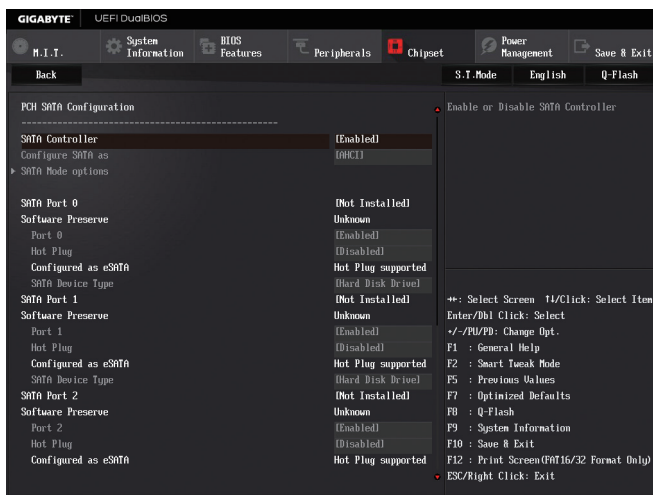 GIGABYTE™ UEFI DualBIOS
M.I.T. System Information BIOS Features Peripherals Chipset Power Management Save & Exit
Back S.T.Mode English Q-Flash
PCH SATA Configuration
--------------------------------------------------
SATA Controller [Enabled]
Configure SATA as [AHCI]
SATA Mode options
SATA Port 0 [Not Installed]
Software Preserve Unknown
Port 0 [Enabled]
Hot Plug [Disabled]
Configured as eSATA Hot Plug supported
SATA Device Type [Hard Disk Drive]
SATA Port 1 [Not Installed]
Software Preserve Unknown
Port 1 [Enabled]
Hot Plug [Disabled]
Configured as eSATA Hot Plug supported
SATA Device Type [Hard Disk Drive]
SATA Port 2 [Not Installed]
Software Preserve Unknown
Port 2 [Enabled]
Hot Plug [Disabled]
Configured as eSATA Hot Plug supported
Enable or Disable SATA Controller
→←: Select Screen ↑↓/Click: Select Item
Enter/Dbl Click: Select
+/-/PU/PD: Change Opt.
F1 : General Help
F2 : Smart Tweak Mode
F5 : Previous Values
F7 : Optimized Defaults
F8 : Q-Flash
F9 : System Information
F10 : Save & Exit
F12 : Print Screen(FAT16/32 Format Only)
ESC/Right Click: Exit